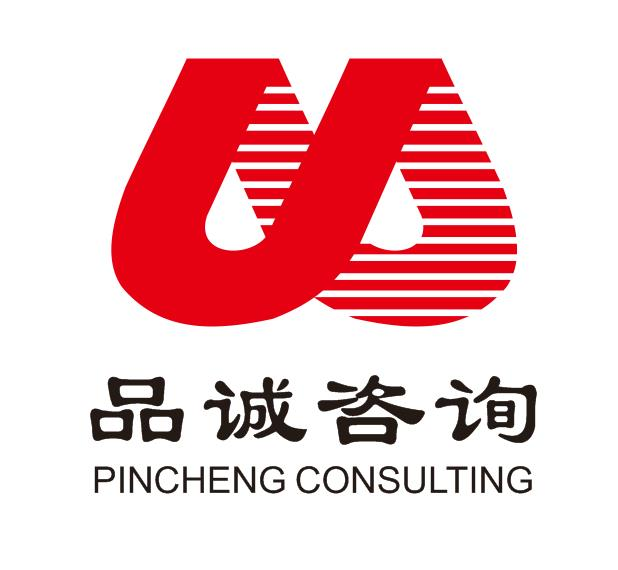 品诚咨询
PINCHENG CONSULTING